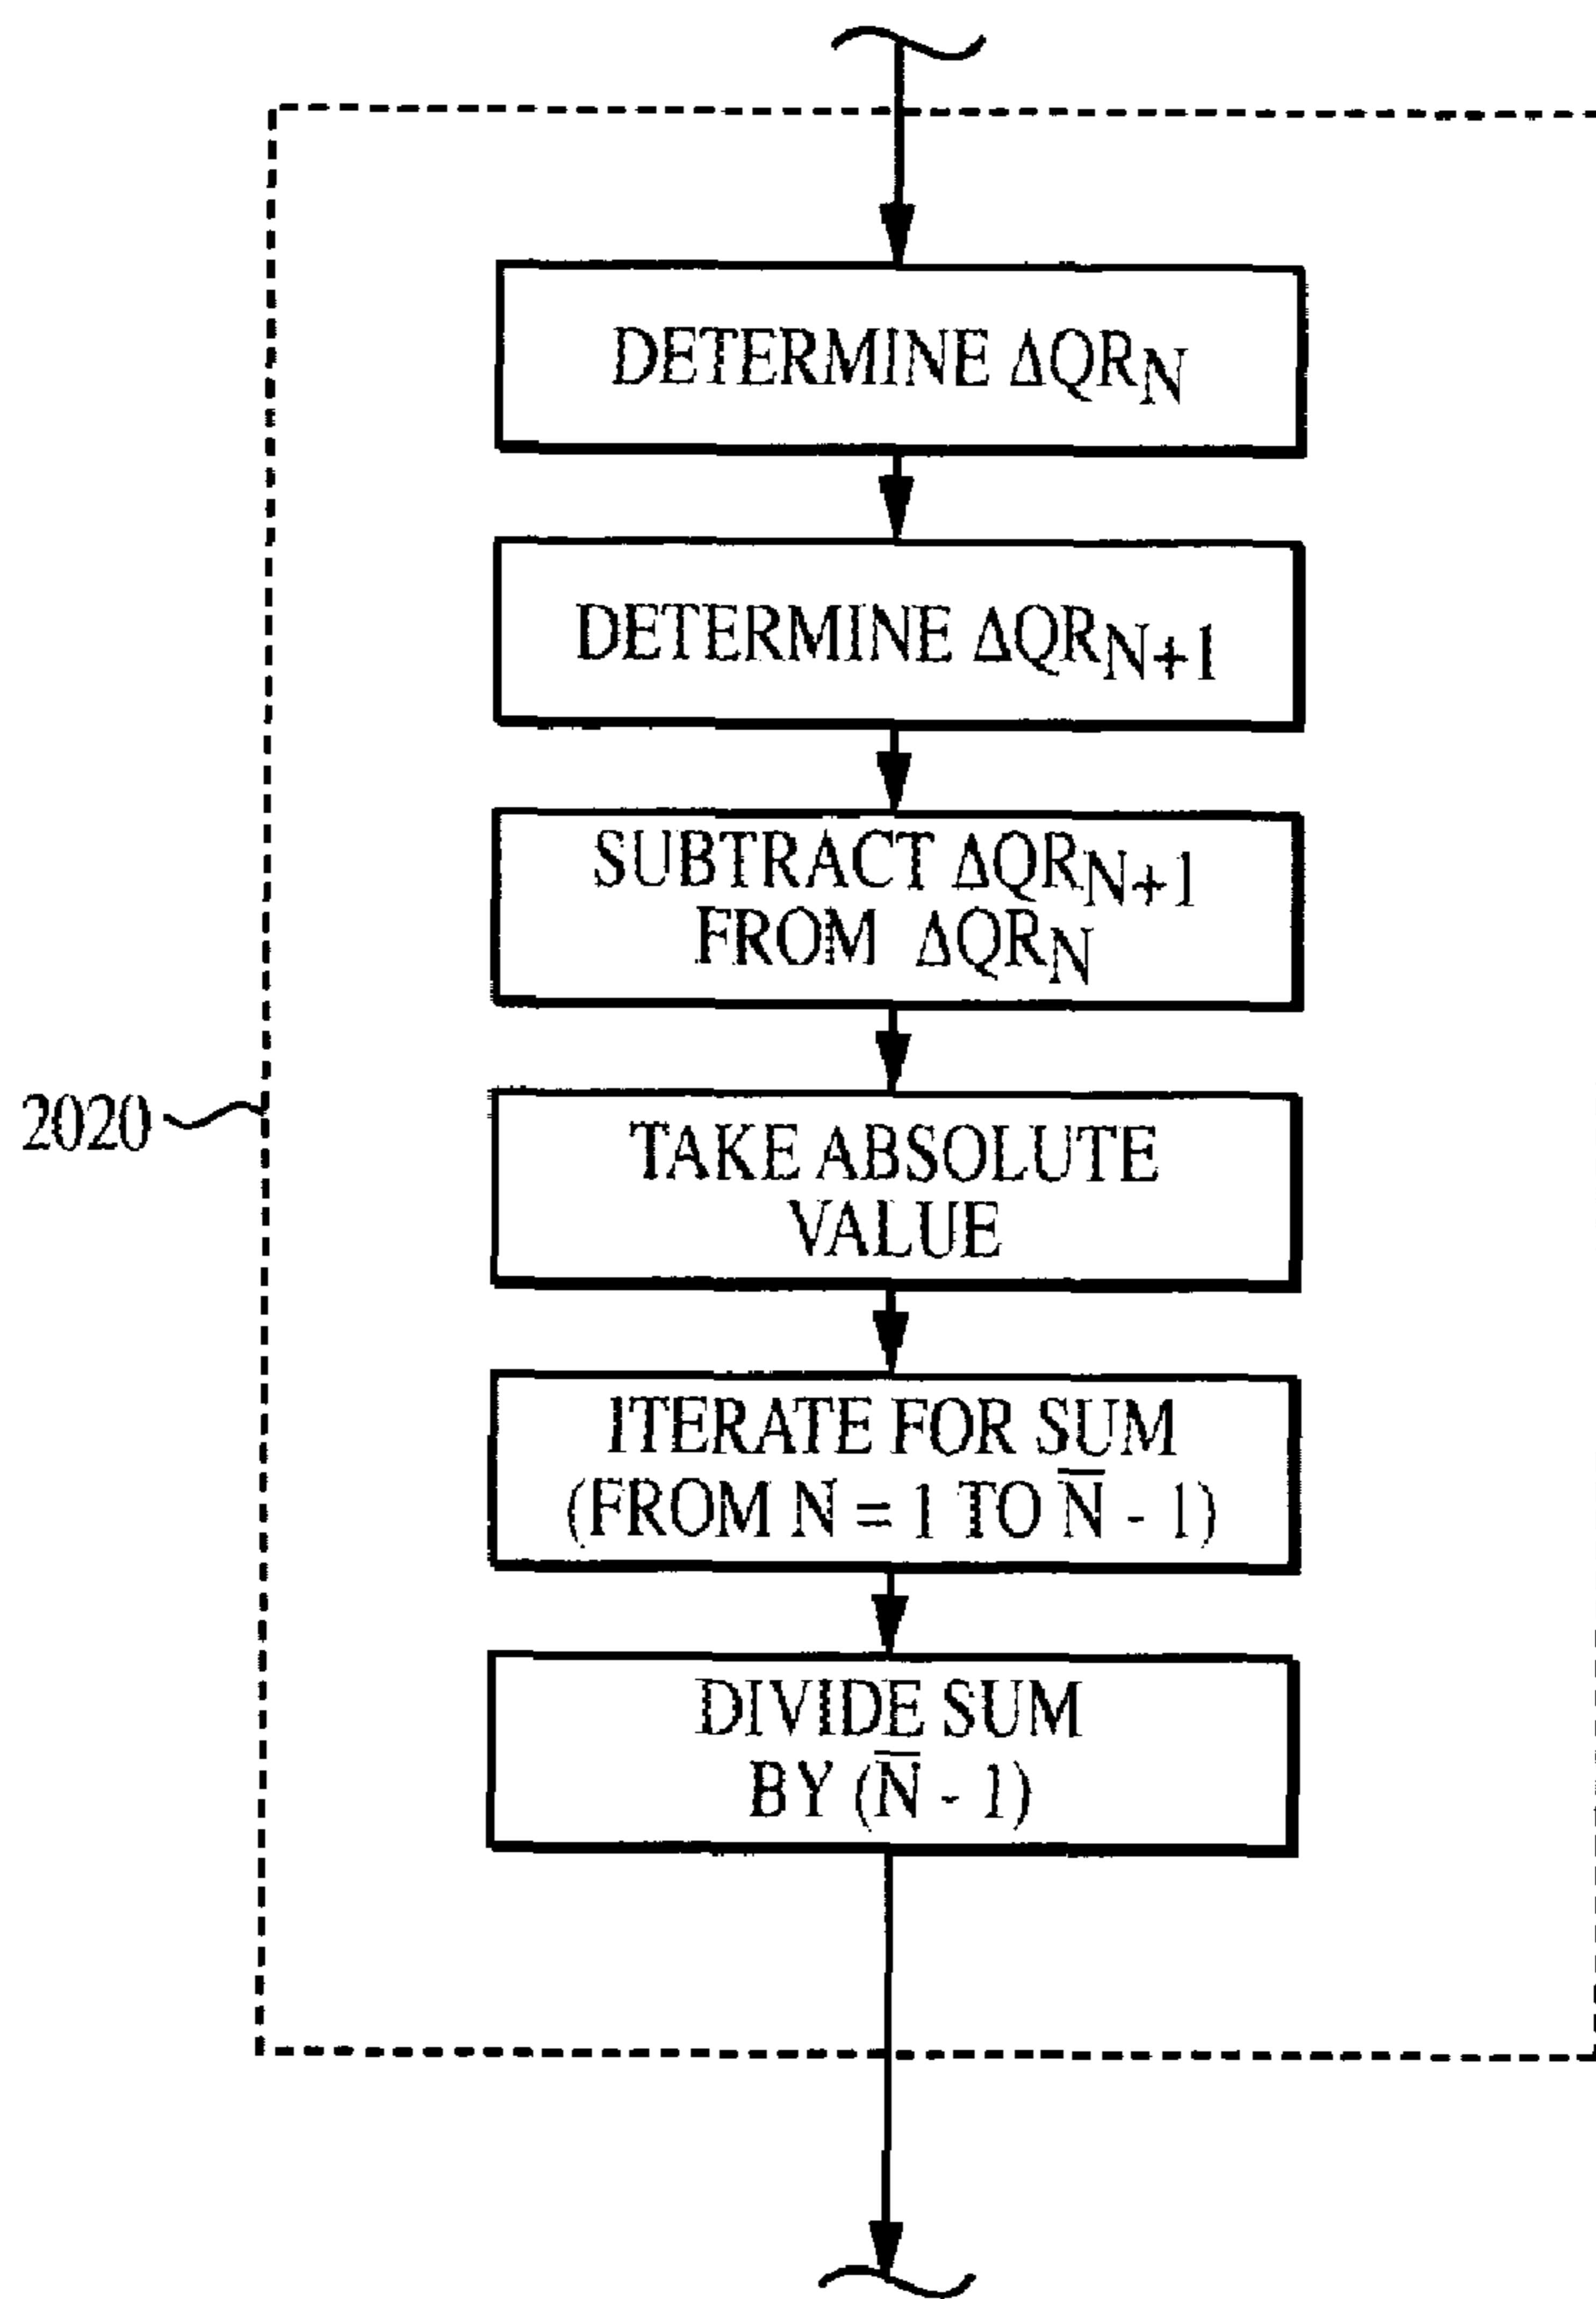 DETERMINE ΔQR_N
DETERMINE ΔQR_N+1
SUBTRACT ΔQR_N+1
FROM ΔQR_N
2020
TAKE ABSOLUTE
VALUE
ITERATE FOR SUM
(FROM N = 1 TO N̅ - 1)
DIVIDE SUM
BY (N̅ - 1)